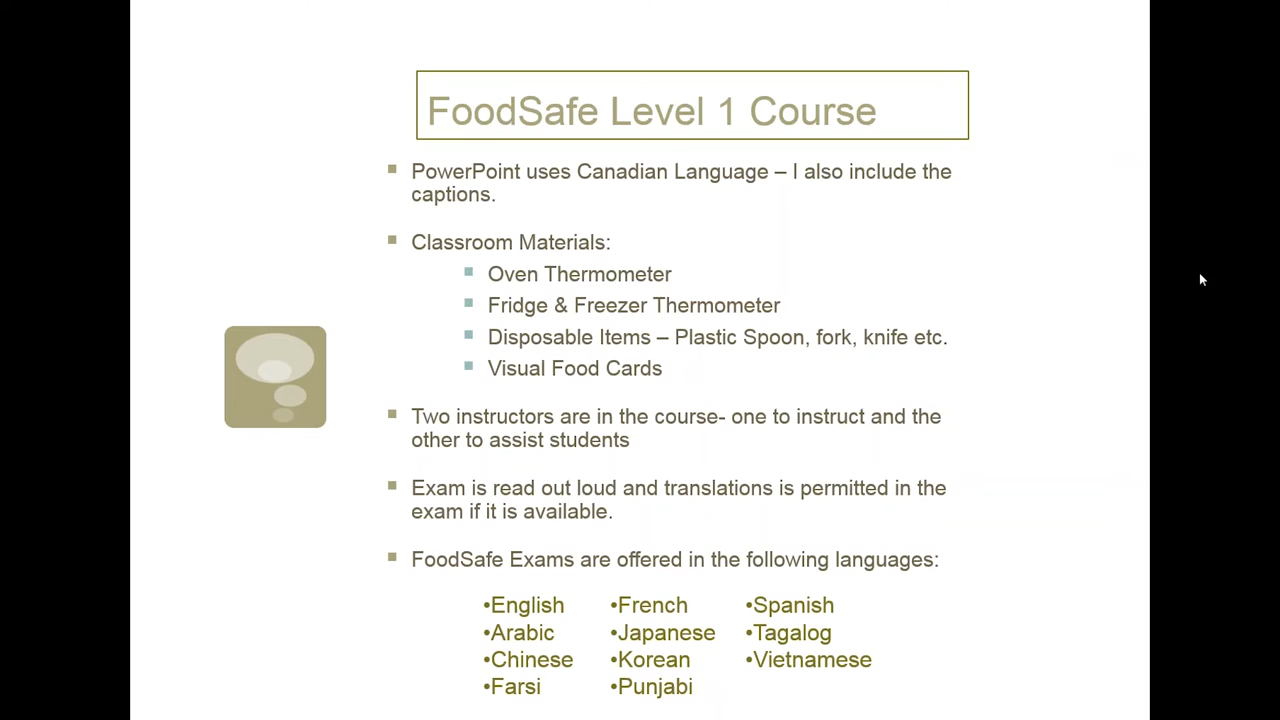 FoodSafe Level 1 Course
PowerPoint uses Canadian Language – I also include the
captions.
Classroom Materials:
Oven Thermometer
Fridge & Freezer Thermometer
Disposable Items – Plastic Spoon, fork, knife etc.
Visual Food Cards
Two instructors are in the course- one to instruct and the
other to assist students
Exam is read out loud and translations is permitted in the
exam if it is available.
FoodSafe Exams are offered in the following languages:
•English •French •Spanish
•Arabic •Japanese •Tagalog
•Chinese •Korean •Vietnamese
•Farsi •Punjabi